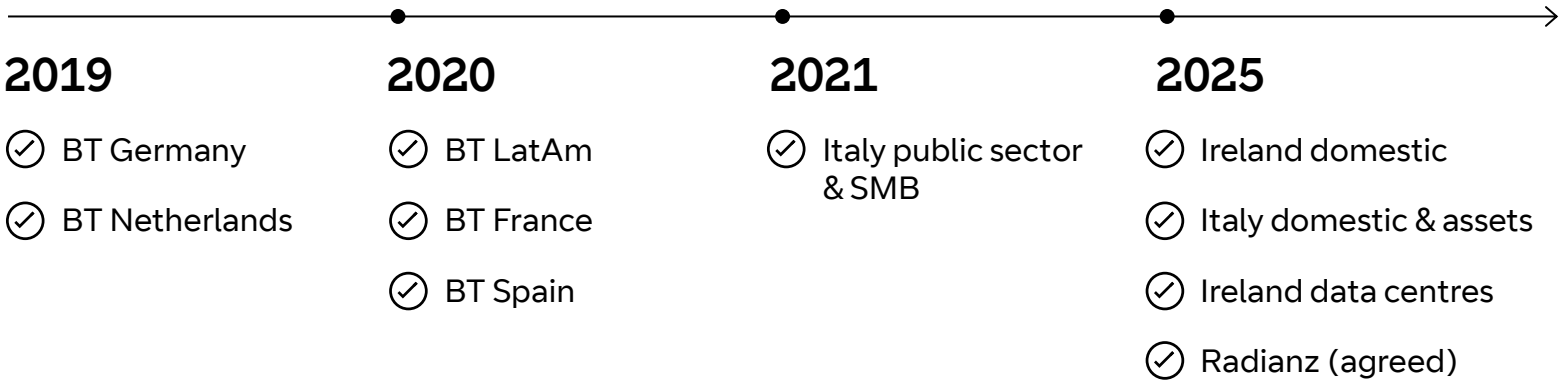 2019
BT Germany
BT Netherlands
2020
BT LatAm
BT France
BT Spain
2021
Italy public sector
& SMB
2025
Ireland domestic
Italy domestic & assets
Ireland data centres
Radianz (agreed)